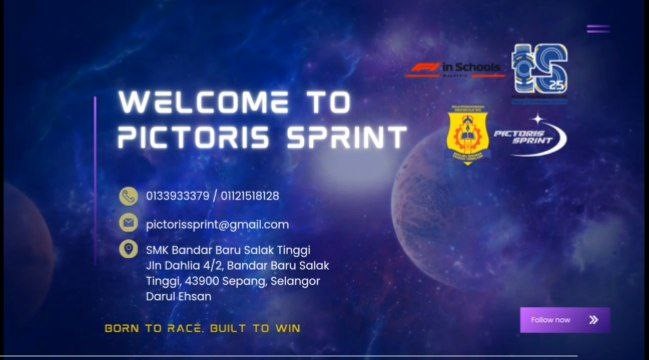 WELCOME TO
PICTORIS SPRINT
0133933379 / 01121518128
pictorissprint@gmail.com
SMK Bandar Baru Salak Tinggi
Jln Dahlia 4/2, Bandar Baru Salak
Tinggi, 43900 Sepang, Selangor
Darul Ehsan
BORN TO RACE, BUILT TO WIN
in Schools
25
PICTORIS
SPRINT
Follow now